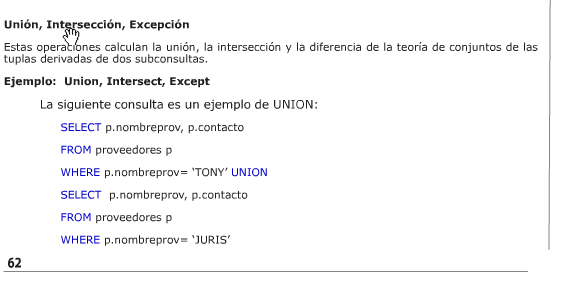 Unión, Intersección, Excepción
Estas operaciones calculan la unión, la intersección y la diferencia de la teoría de conjuntos de las
tuplas derivadas de dos subconsultas.
Ejemplo:  Union, Intersect, Except
La siguiente consulta es un ejemplo de UNION:
SELECT p.nombreprov, p.contacto
FROM proveedores p
WHERE p.nombreprov= ‘TONY’ UNION
SELECT  p.nombreprov, p.contacto
FROM proveedores p
WHERE p.nombreprov= ‘JURIS’
62